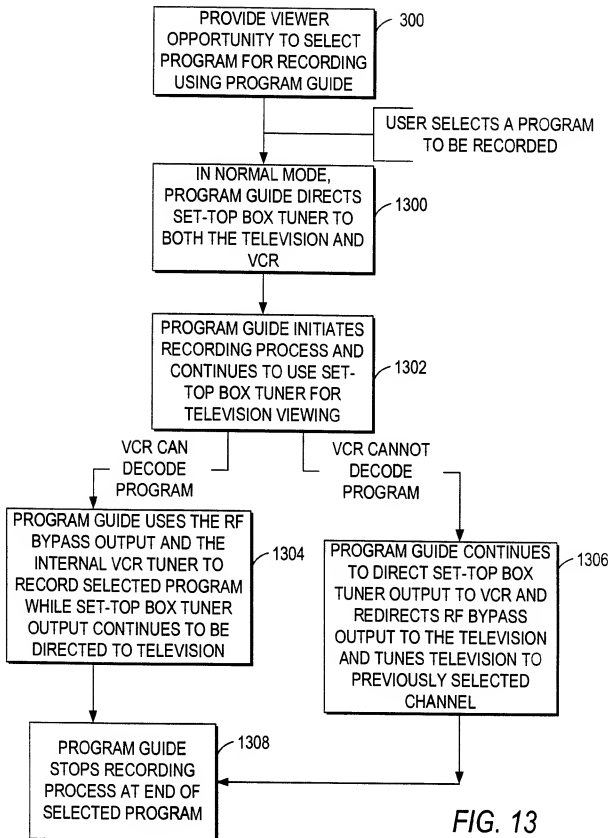 PROVIDE VIEWER
OPPORTUNITY TO SELECT
PROGRAM FOR RECORDING
USING PROGRAM GUIDE
300
USER SELECTS A PROGRAM
TO BE RECORDED
IN NORMAL MODE,
PROGRAM GUIDE DIRECTS
SET-TOP BOX TUNER TO
BOTH THE TELEVISION AND
VCR
1300
PROGRAM GUIDE INITIATES
RECORDING PROCESS AND
CONTINUES TO USE SET-
TOP BOX TUNER FOR
TELEVISION VIEWING
1302
VCR CAN
DECODE
PROGRAM
VCR CANNOT
DECODE
PROGRAM
PROGRAM GUIDE USES THE RF
BYPASS OUTPUT AND THE
INTERNAL VCR TUNER TO
RECORD SELECTED PROGRAM
WHILE SET-TOP BOX TUNER
OUTPUT CONTINUES TO BE
DIRECTED TO TELEVISION
1304
PROGRAM GUIDE CONTINUES
TO DIRECT SET-TOP BOX
TUNER OUTPUT TO VCR AND
REDIRECTS RF BYPASS
OUTPUT TO THE TELEVISION
AND TUNES TELEVISION TO
PREVIOUSLY SELECTED
CHANNEL
1306
PROGRAM GUIDE
STOPS RECORDING
PROCESS AT END OF
SELECTED PROGRAM
1308
FIG. 13